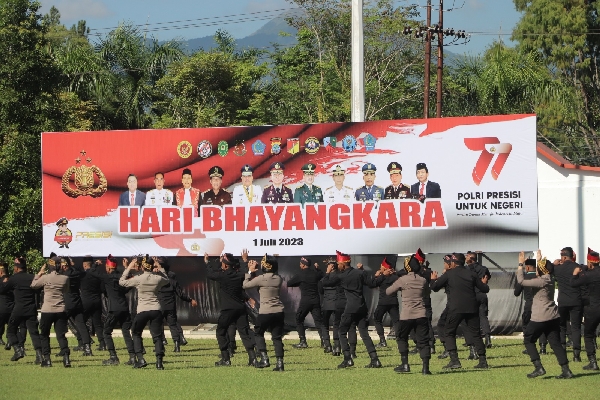 HARI BHAYANGKARA
1 Juli 2023
77
POLRI PRESISI
UNTUK NEGERI